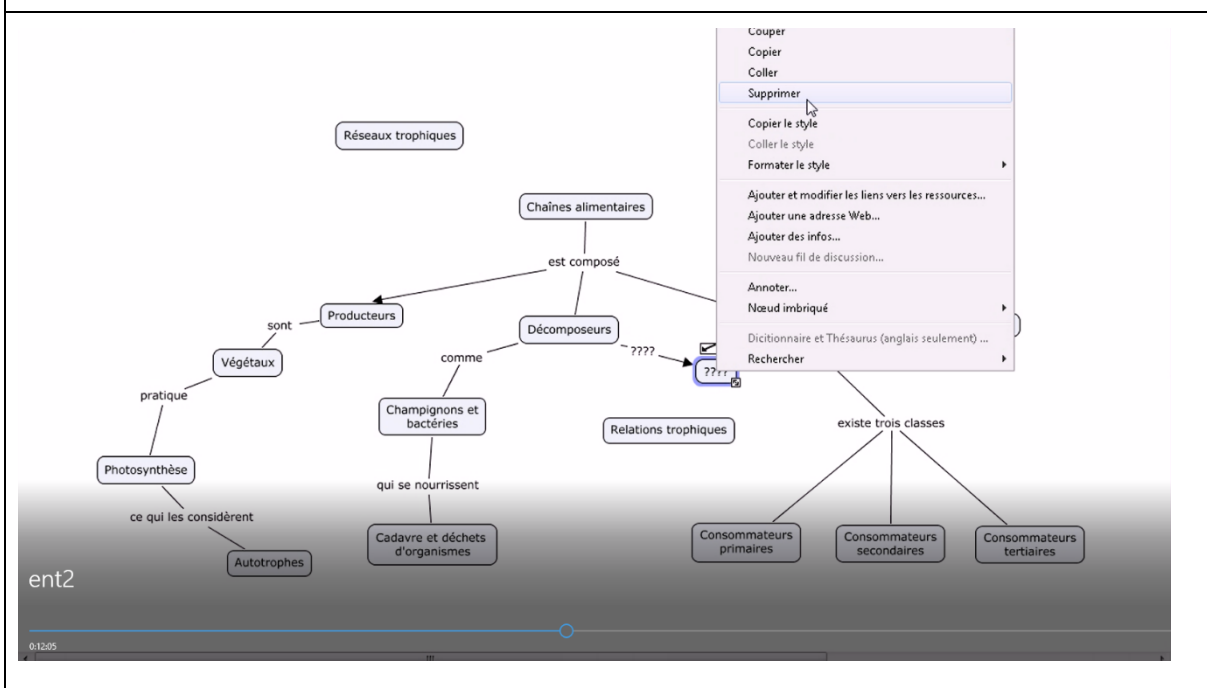 Couper
Copier
Coller
Supprimer
Copier le style
Coller le style
Formater le style
Ajouter et modifier les liens vers les ressources...
Ajouter une adresse Web...
Ajouter des infos...
Nouveau fil de discussion...
Annoter...
Nœud imbriqué
Dicitionnaire et Thésaurus (anglais seulement) ...
Rechercher
Réseaux trophiques
Chaînes alimentaires
est composé
Producteurs
sont
Végétaux
pratique
Photosynthèse
ce qui les considèrent
Autotrophes
Décomposeurs
comme
Champignons et
bactéries
qui se nourrissent
Cadavre et déchets
d'organismes
????
????
Relations trophiques
existe trois classes
Consommateurs
primaires
Consommateurs
secondaires
Consommateurs
tertiaires
ent2
0:12:05